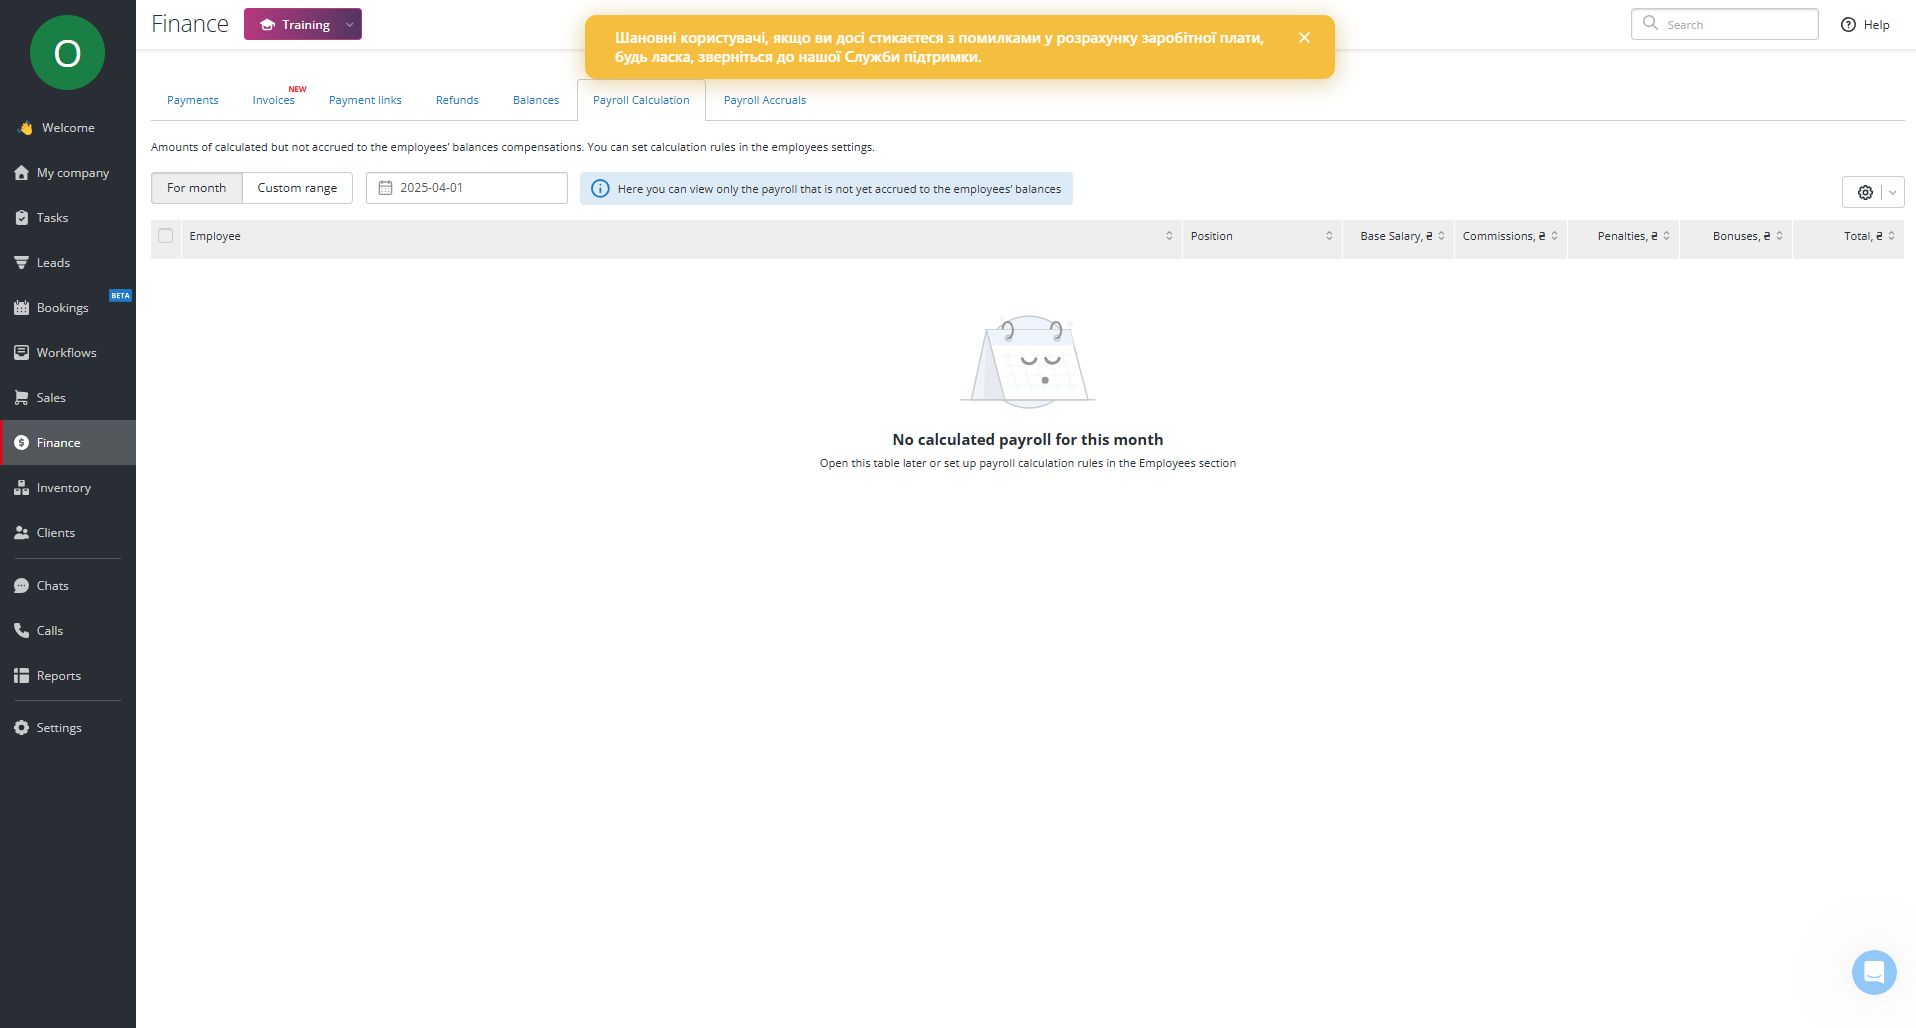 O
Finance
Training
Шановні користувачі, якщо ви досі стикаєтеся з помилками у розрахунку заробітної плати,
будь ласка, зверніться до нашої Служби підтримки.
Search
Help
Welcome
My company
Tasks
Leads
Bookings
BETA
Workflows
Sales
Finance
Inventory
Clients
Chats
Calls
Reports
Settings
Payments
Invoices
NEW
Payment links
Refunds
Balances
Payroll Calculation
Payroll Accruals
Amounts of calculated but not accrued to the employees' balances compensations. You can set calculation rules in the employees settings.
For month
Custom range
2025-04-01
Here you can view only the payroll that is not yet accrued to the employees' balances
Employee
Position
Base Salary, ₴
Commissions, ₴
Penalties, ₴
Bonuses, ₴
Total, ₴
No calculated payroll for this month
Open this table later or set up payroll calculation rules in the Employees section